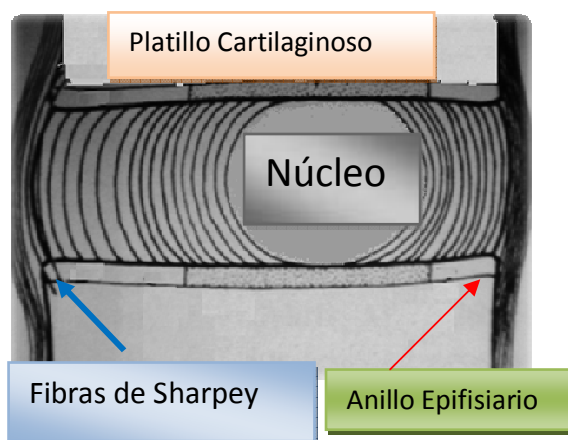 Platillo Cartilaginoso
Núcleo
Fibras de Sharpey
Anillo Epifisiario